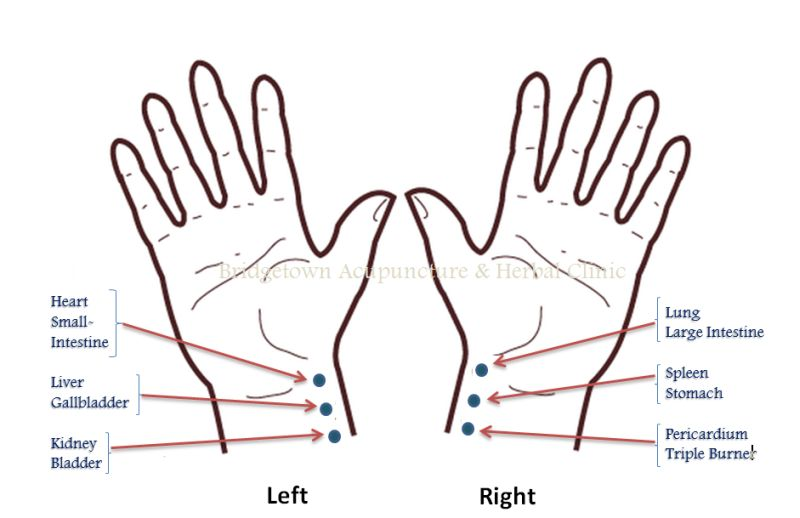 Bridgetown Acupuncture & Herbal Clinic
Heart
Small-
Intestine
Liver
Gallbladder
Kidney
Bladder
Lung
Large Intestine
Spleen
Stomach
Pericardium
Triple Burner
Left
Right